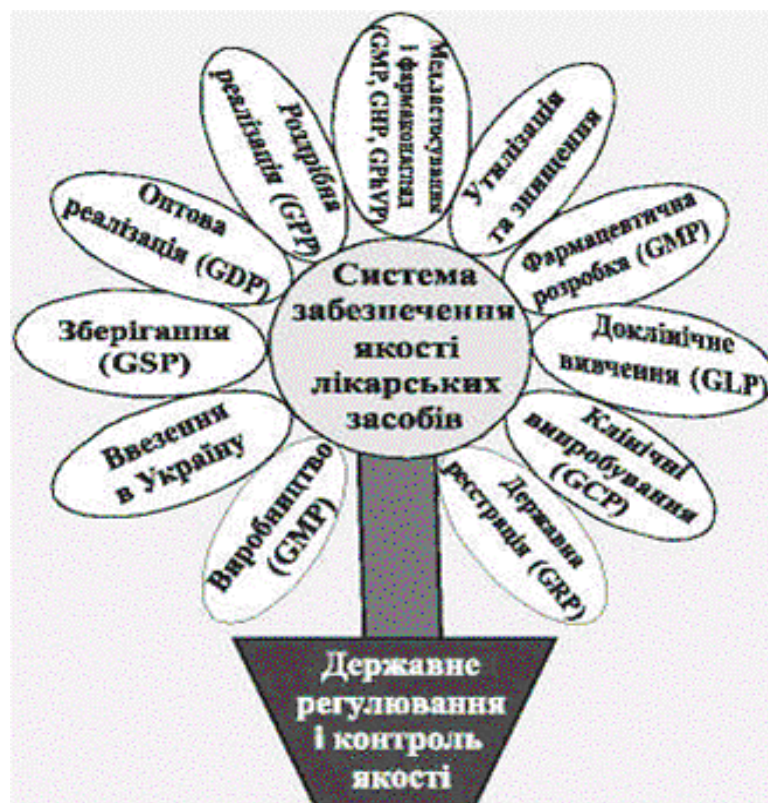 Мед.застосування
і фармаконагляд
(GMP, GHP, GPhVP)
Утилізація
та знищення
Фармацевтична
розробка (GMP)
Доклінічне
вивчення (GLP)
Клінічні
випробування
(GCP)
Державна
реєстрація (GRP)
Виробництво
(GMP)
Ввезення
в Україну
Зберігання
(GSP)
Оптова
реалізація (GDP)
Роздрібна
реалізація (GPP)
Система
забезпечення
якості
лікарських
засобів
Державне
регулювання
і контроль
якості